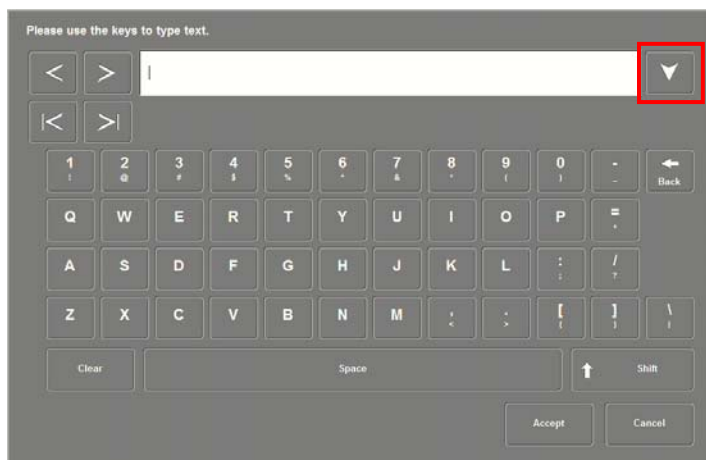 Please use the keys to type text.
< >
|< >|
1 2 3 4 5 6 7 8 9 0 -
! @ # $ % ^ & * ( ) _ Back
Q W E R T Y U I O P =
+
A S D F G H J K L : /
; ?
Z X C V B N M , . [ ] \
< > { } |
Clear Space Shift
Accept Cancel